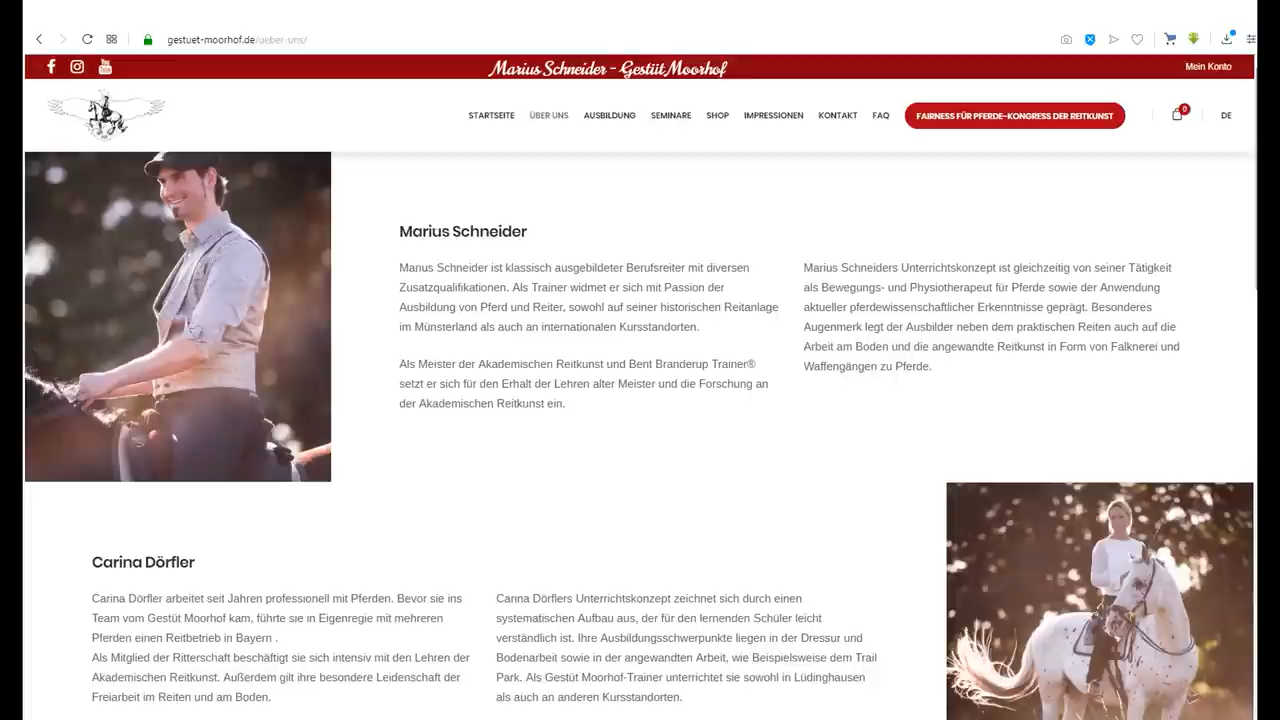 gestuet-moorhof.de/ueber-uns/
Marius Schneider - Gestüt Moorhof
Mein Konto
STARTSEITE ÜBER UNS AUSBILDUNG SEMINARE SHOP IMPRESSIONEN KONTAKT FAQ FAIRNESS FÜR PFERDE-KONGRESS DER REITKUNST 0 DE
Marius Schneider
Marius Schneider ist klassisch ausgebildeter Berufsreiter mit diversen
Zusatzqualifikationen. Als Trainer widmet er sich mit Passion der
Ausbildung von Pferd und Reiter, sowohl auf seiner historischen Reitanlage
im Münsterland als auch an internationalen Kursstandorten.
Als Meister der Akademischen Reitkunst und Bent Branderup Trainer®
setzt er sich für den Erhalt der Lehren alter Meister und die Forschung an
der Akademischen Reitkunst ein.
Marius Schneiders Unterrichtskonzept ist gleichzeitig von seiner Tätigkeit
als Bewegungs- und Physiotherapeut für Pferde sowie der Anwendung
aktueller pferdewissenschaftlicher Erkenntnisse geprägt. Besonderes
Augenmerk legt der Ausbilder neben dem praktischen Reiten auch auf die
Arbeit am Boden und die angewandte Reitkunst in Form von Falknerei und
Waffengängen zu Pferde.
Carina Dörfler
Carina Dörfler arbeitet seit Jahren professionell mit Pferden. Bevor sie ins
Team vom Gestüt Moorhof kam, führte sie in Eigenregie mit mehreren
Pferden einen Reitbetrieb in Bayern .
Als Mitglied der Ritterschaft beschäftigt sie sich intensiv mit den Lehren der
Akademischen Reitkunst. Außerdem gilt ihre besondere Leidenschaft der
Freiarbeit im Reiten und am Boden.
Carina Dörflers Unterrichtskonzept zeichnet sich durch einen
systematischen Aufbau aus, der für den lernenden Schüler leicht
verständlich ist. Ihre Ausbildungsschwerpunkte liegen in der Dressur und
Bodenarbeit sowie in der angewandten Arbeit, wie Beispielsweise dem Trail
Park. Als Gestüt Moorhof-Trainer unterrichtet sie sowohl in Lüdinghausen
als auch an anderen Kursstandorten.